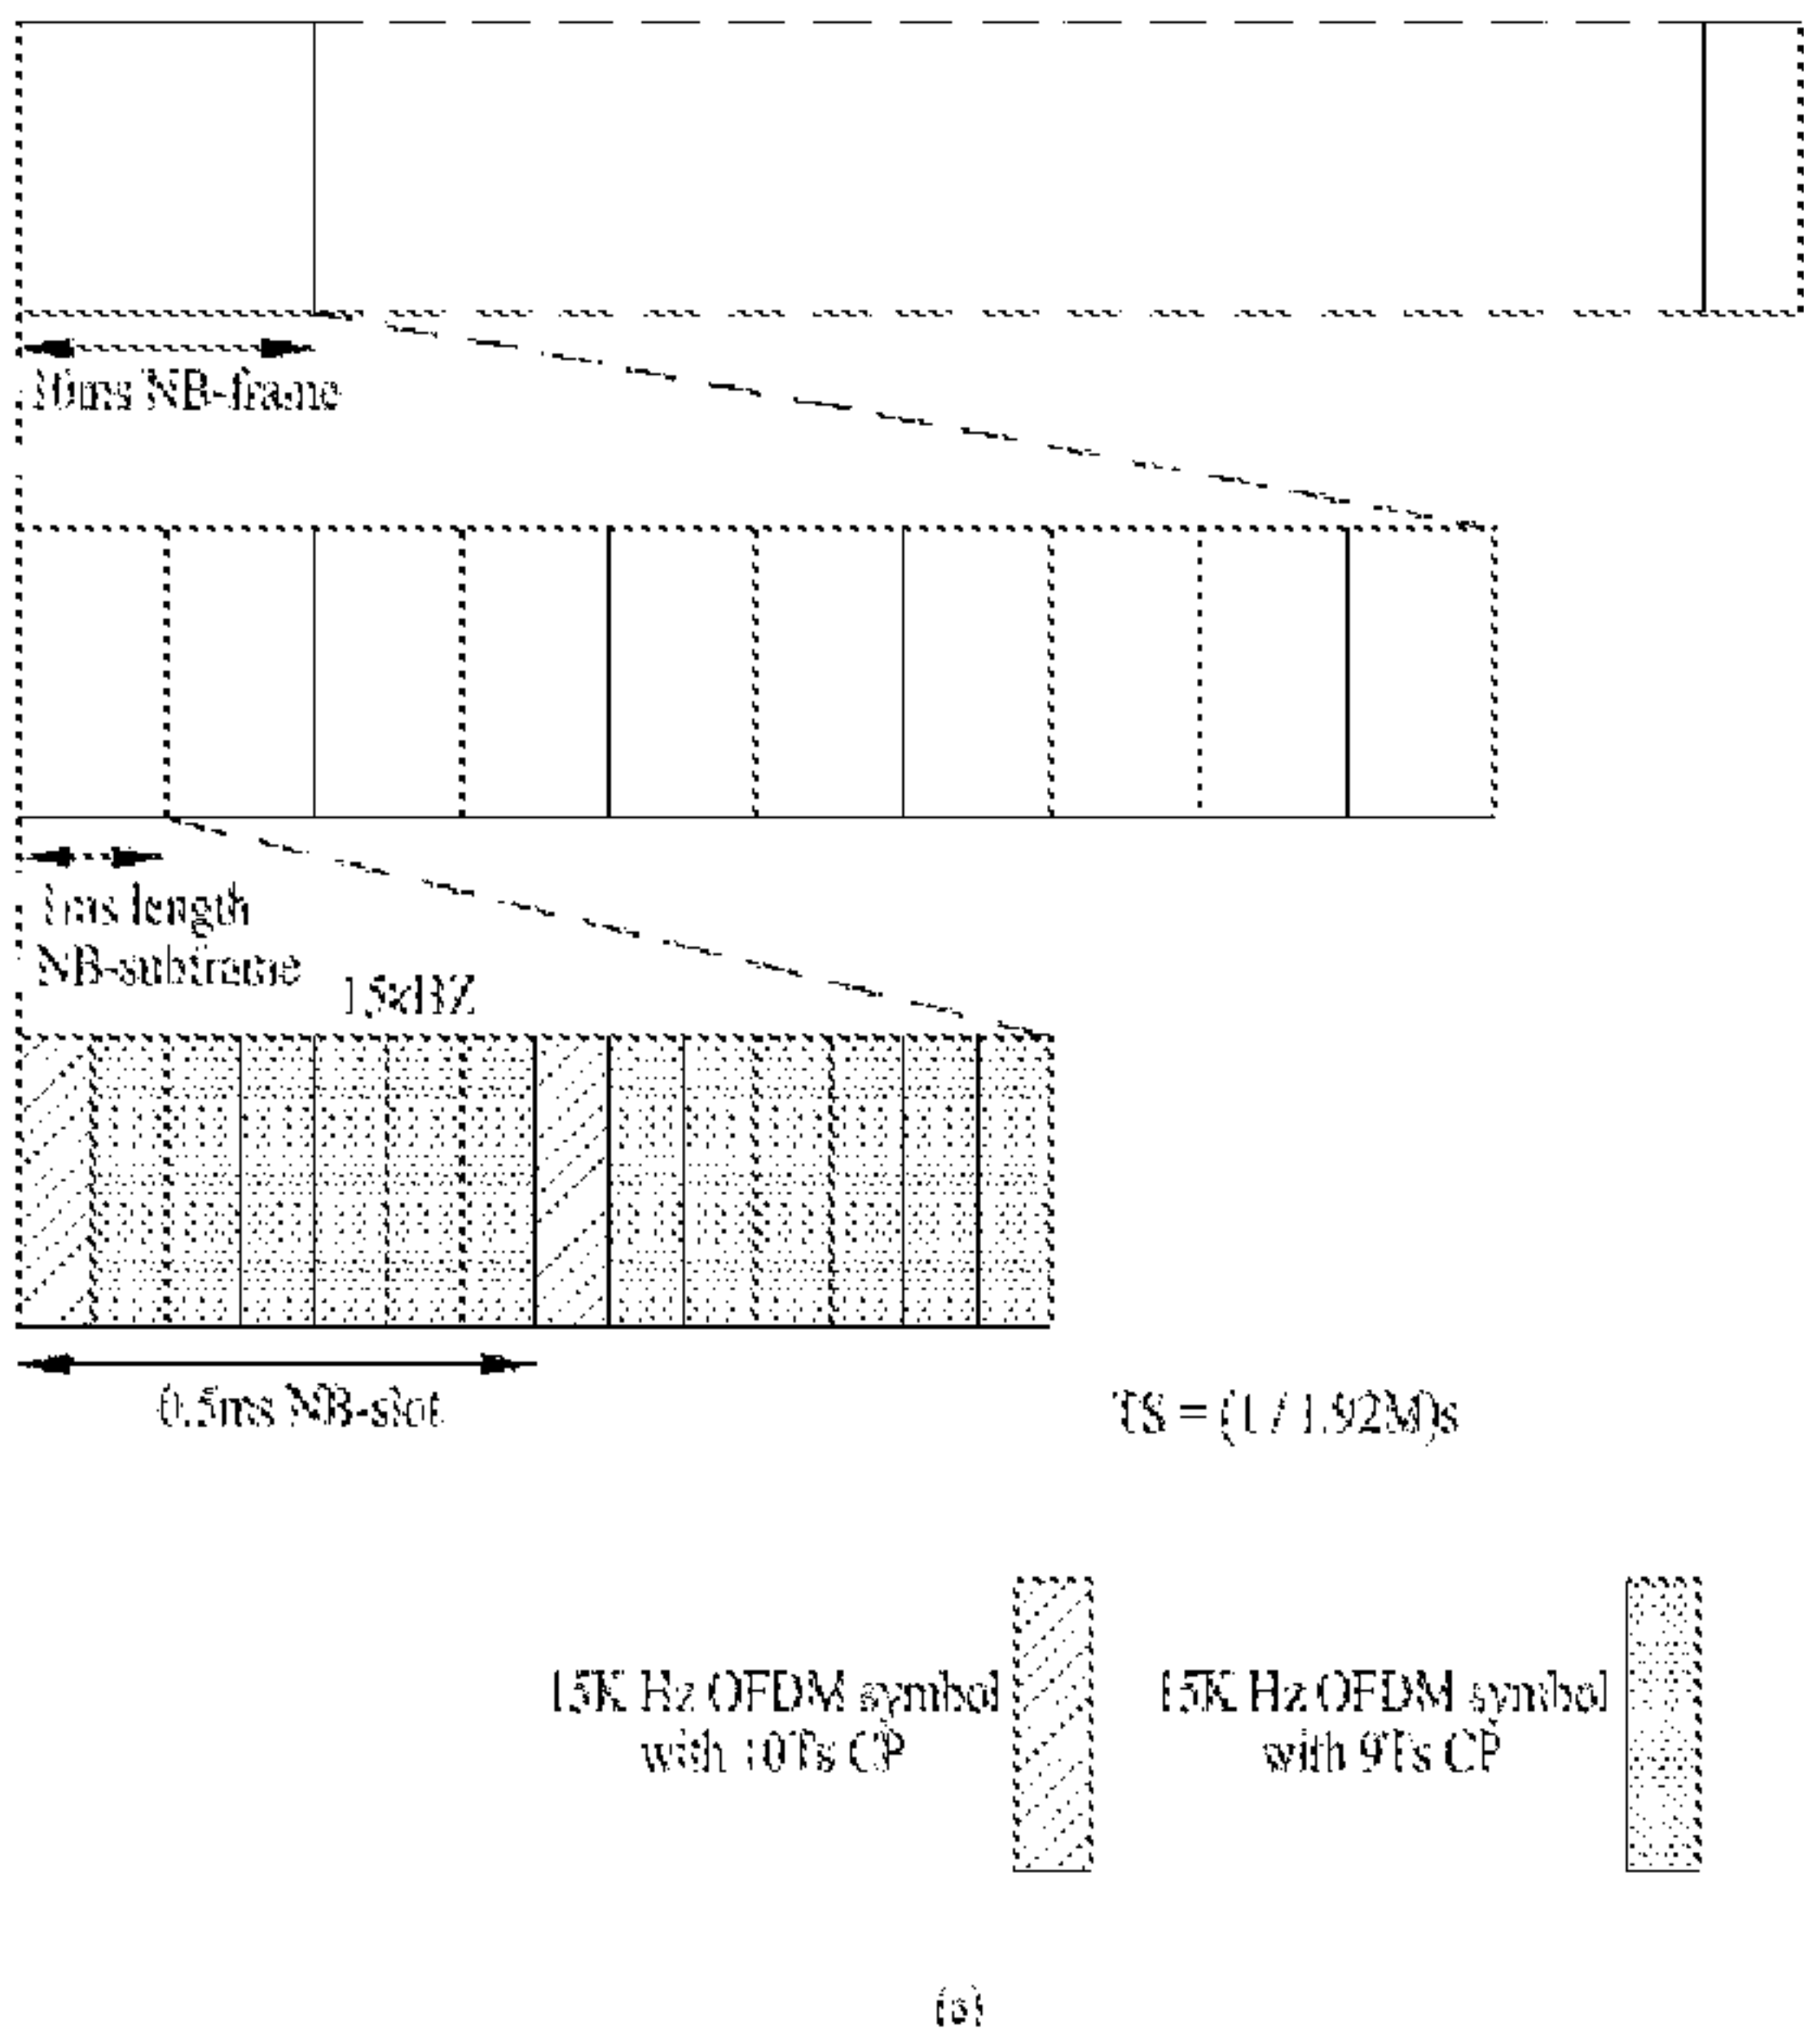 10ms NB-frame
1ms length
NB-subframe
15kHZ
0.5ms NB-slot
TS = (1 / 1.92M)s
15K Hz OFDM symbol
with 10Ts CP
15K Hz OFDM symbol
with 9Ts CP
(a)